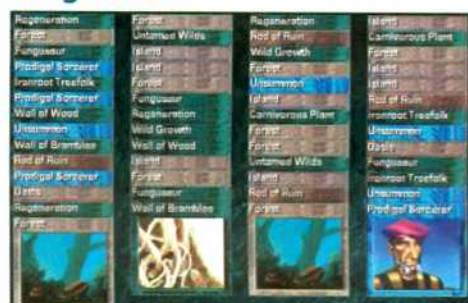 Regeneration
Forest
Fungusaur
Prodigal Sorcerer
Ironroot Treefolk
Prodigal Sorcerer
Wall of Wood
Unsummon
Wall of Brambles
Rod of Ruin
Prodigal Sorcerer
Oasis
Regeneration
Forest
Forest
Untamed Wilds
Island
Island
Forest
Fungusaur
Regeneration
Wild Growth
Wall of Wood
Island
Forest
Fungusaur
Wall of Brambles
Regeneration
Rod of Ruin
Wild Growth
Forest
Unsummon
Island
Carnivorous Plant
Forest
Forest
Untamed Wilds
Island
Rod of Ruin
Forest
Island
Carnivorous Plant
Forest
Island
Island
Rod of Ruin
Ironroot Treefolk
Unsummon
Oasis
Fungusaur
Ironroot Treefolk
Unsummon
Prodigal Sorcerer